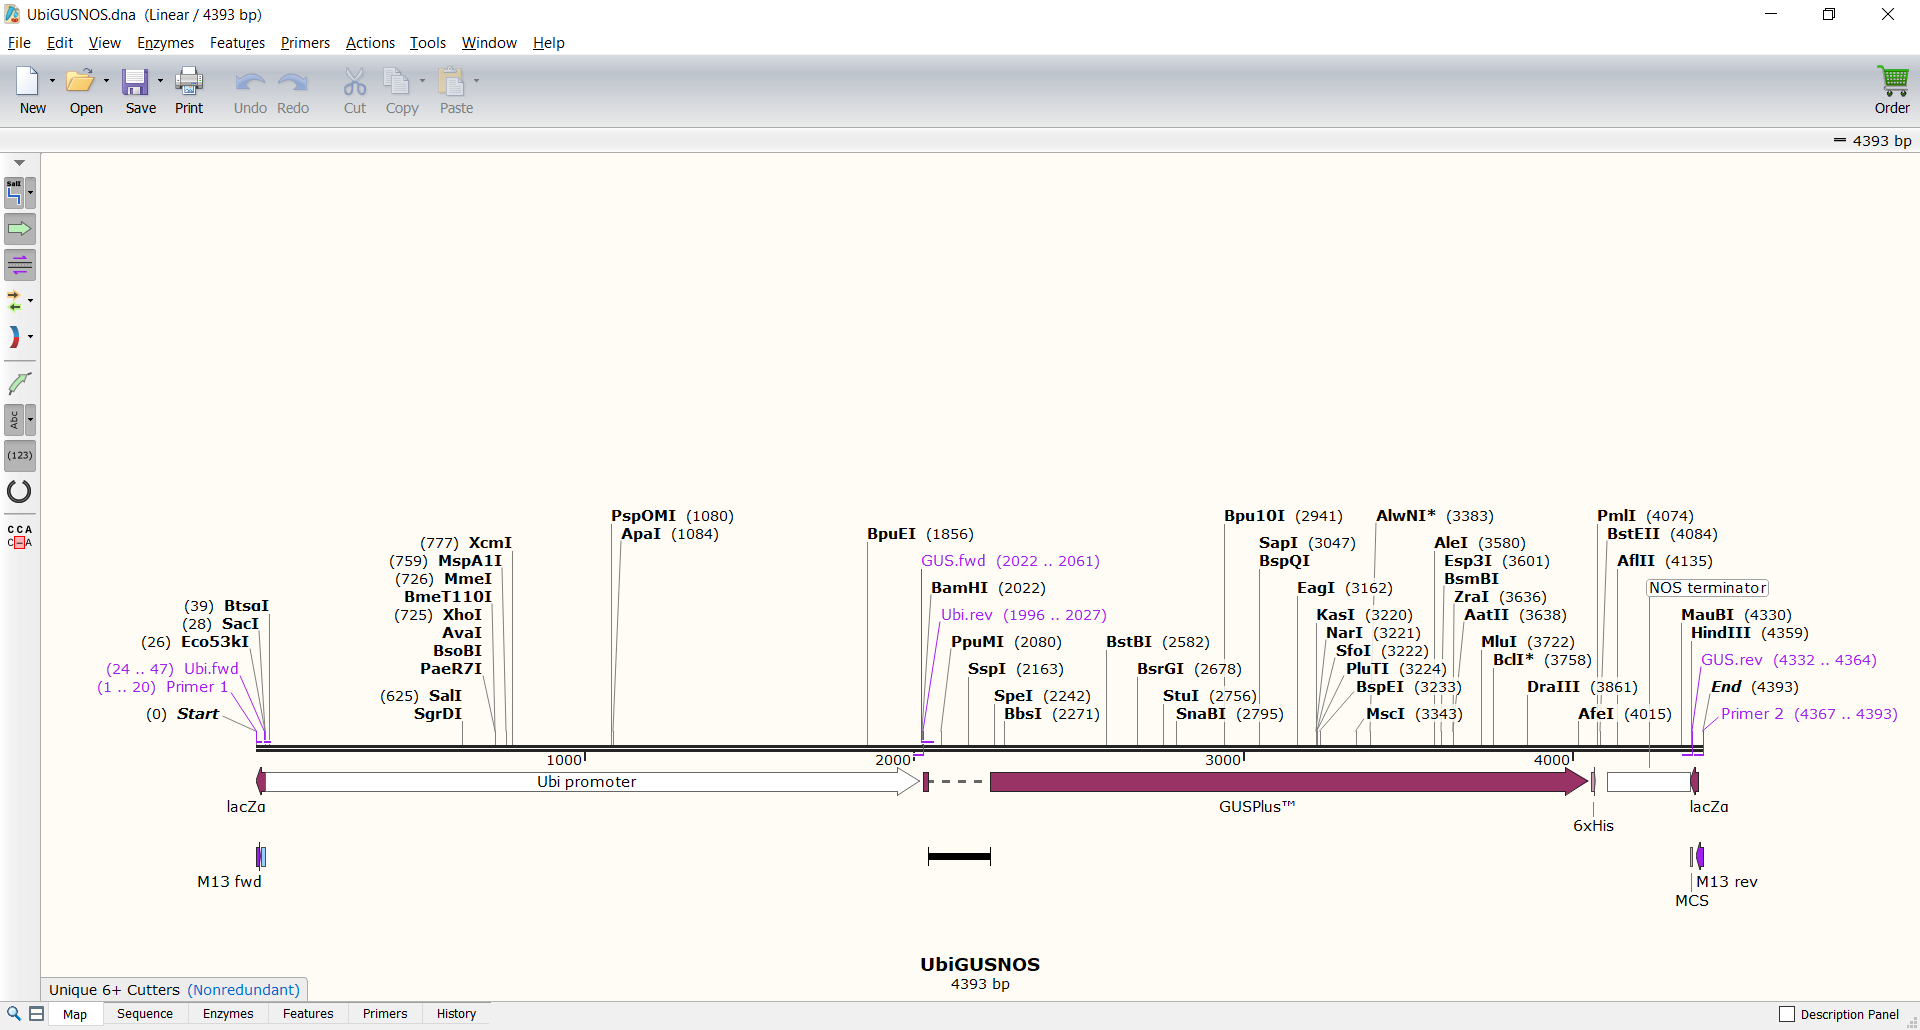 UbiGUSNOS.dna (Linear / 4393 bp)
File Edit View Enzymes Features Primers Actions Tools Window Help
New Open Save Print Undo Redo Cut Copy Paste Order
4393 bp
SalI
Abc
(123)
CCA
C–A
PspOMI (1080)
ApaI (1084)
(777) XcmI
(759) MspA1I
(726) MmeI
BmeT110I
(725) XhoI
AvaI
BsoBI
PaeR7I
(625) SalI
SgrDI
(39) BtsαI
(28) SacI
(26) Eco53kI
(24 .. 47) Ubi.fwd
(1 .. 20) Primer 1
(0) Start
BpuEI (1856)
GUS.fwd (2022 .. 2061)
BamHI (2022)
Ubi.rev (1996 .. 2027)
PpuMI (2080)
SspI (2163)
SpeI (2242)
BbsI (2271)
BstBI (2582)
BsrGI (2678)
StuI (2756)
SnaBI (2795)
Bpu10I (2941)
SapI (3047)
BspQI
EagI (3162)
KasI (3220)
NarI (3221)
SfoI (3222)
PluTI (3224)
BspEI (3233)
MscI (3343)
AlwNI* (3383)
AleI (3580)
Esp3I (3601)
BsmBI
ZraI (3636)
AatII (3638)
MluI (3722)
BclI* (3758)
DraIII (3861)
AfeI (4015)
PmlI (4074)
BstEII (4084)
AflII (4135)
NOS terminator
MauBI (4330)
HindIII (4359)
GUS.rev (4332 .. 4364)
End (4393)
Primer 2 (4367 .. 4393)
1000 2000 3000 4000
Ubi promoter
lacZα GUSPlus™ lacZα
6xHis
M13 fwd M13 rev
MCS
UbiGUSNOS
4393 bp
Unique 6+ Cutters (Nonredundant)
Map Sequence Enzymes Features Primers History Description Panel